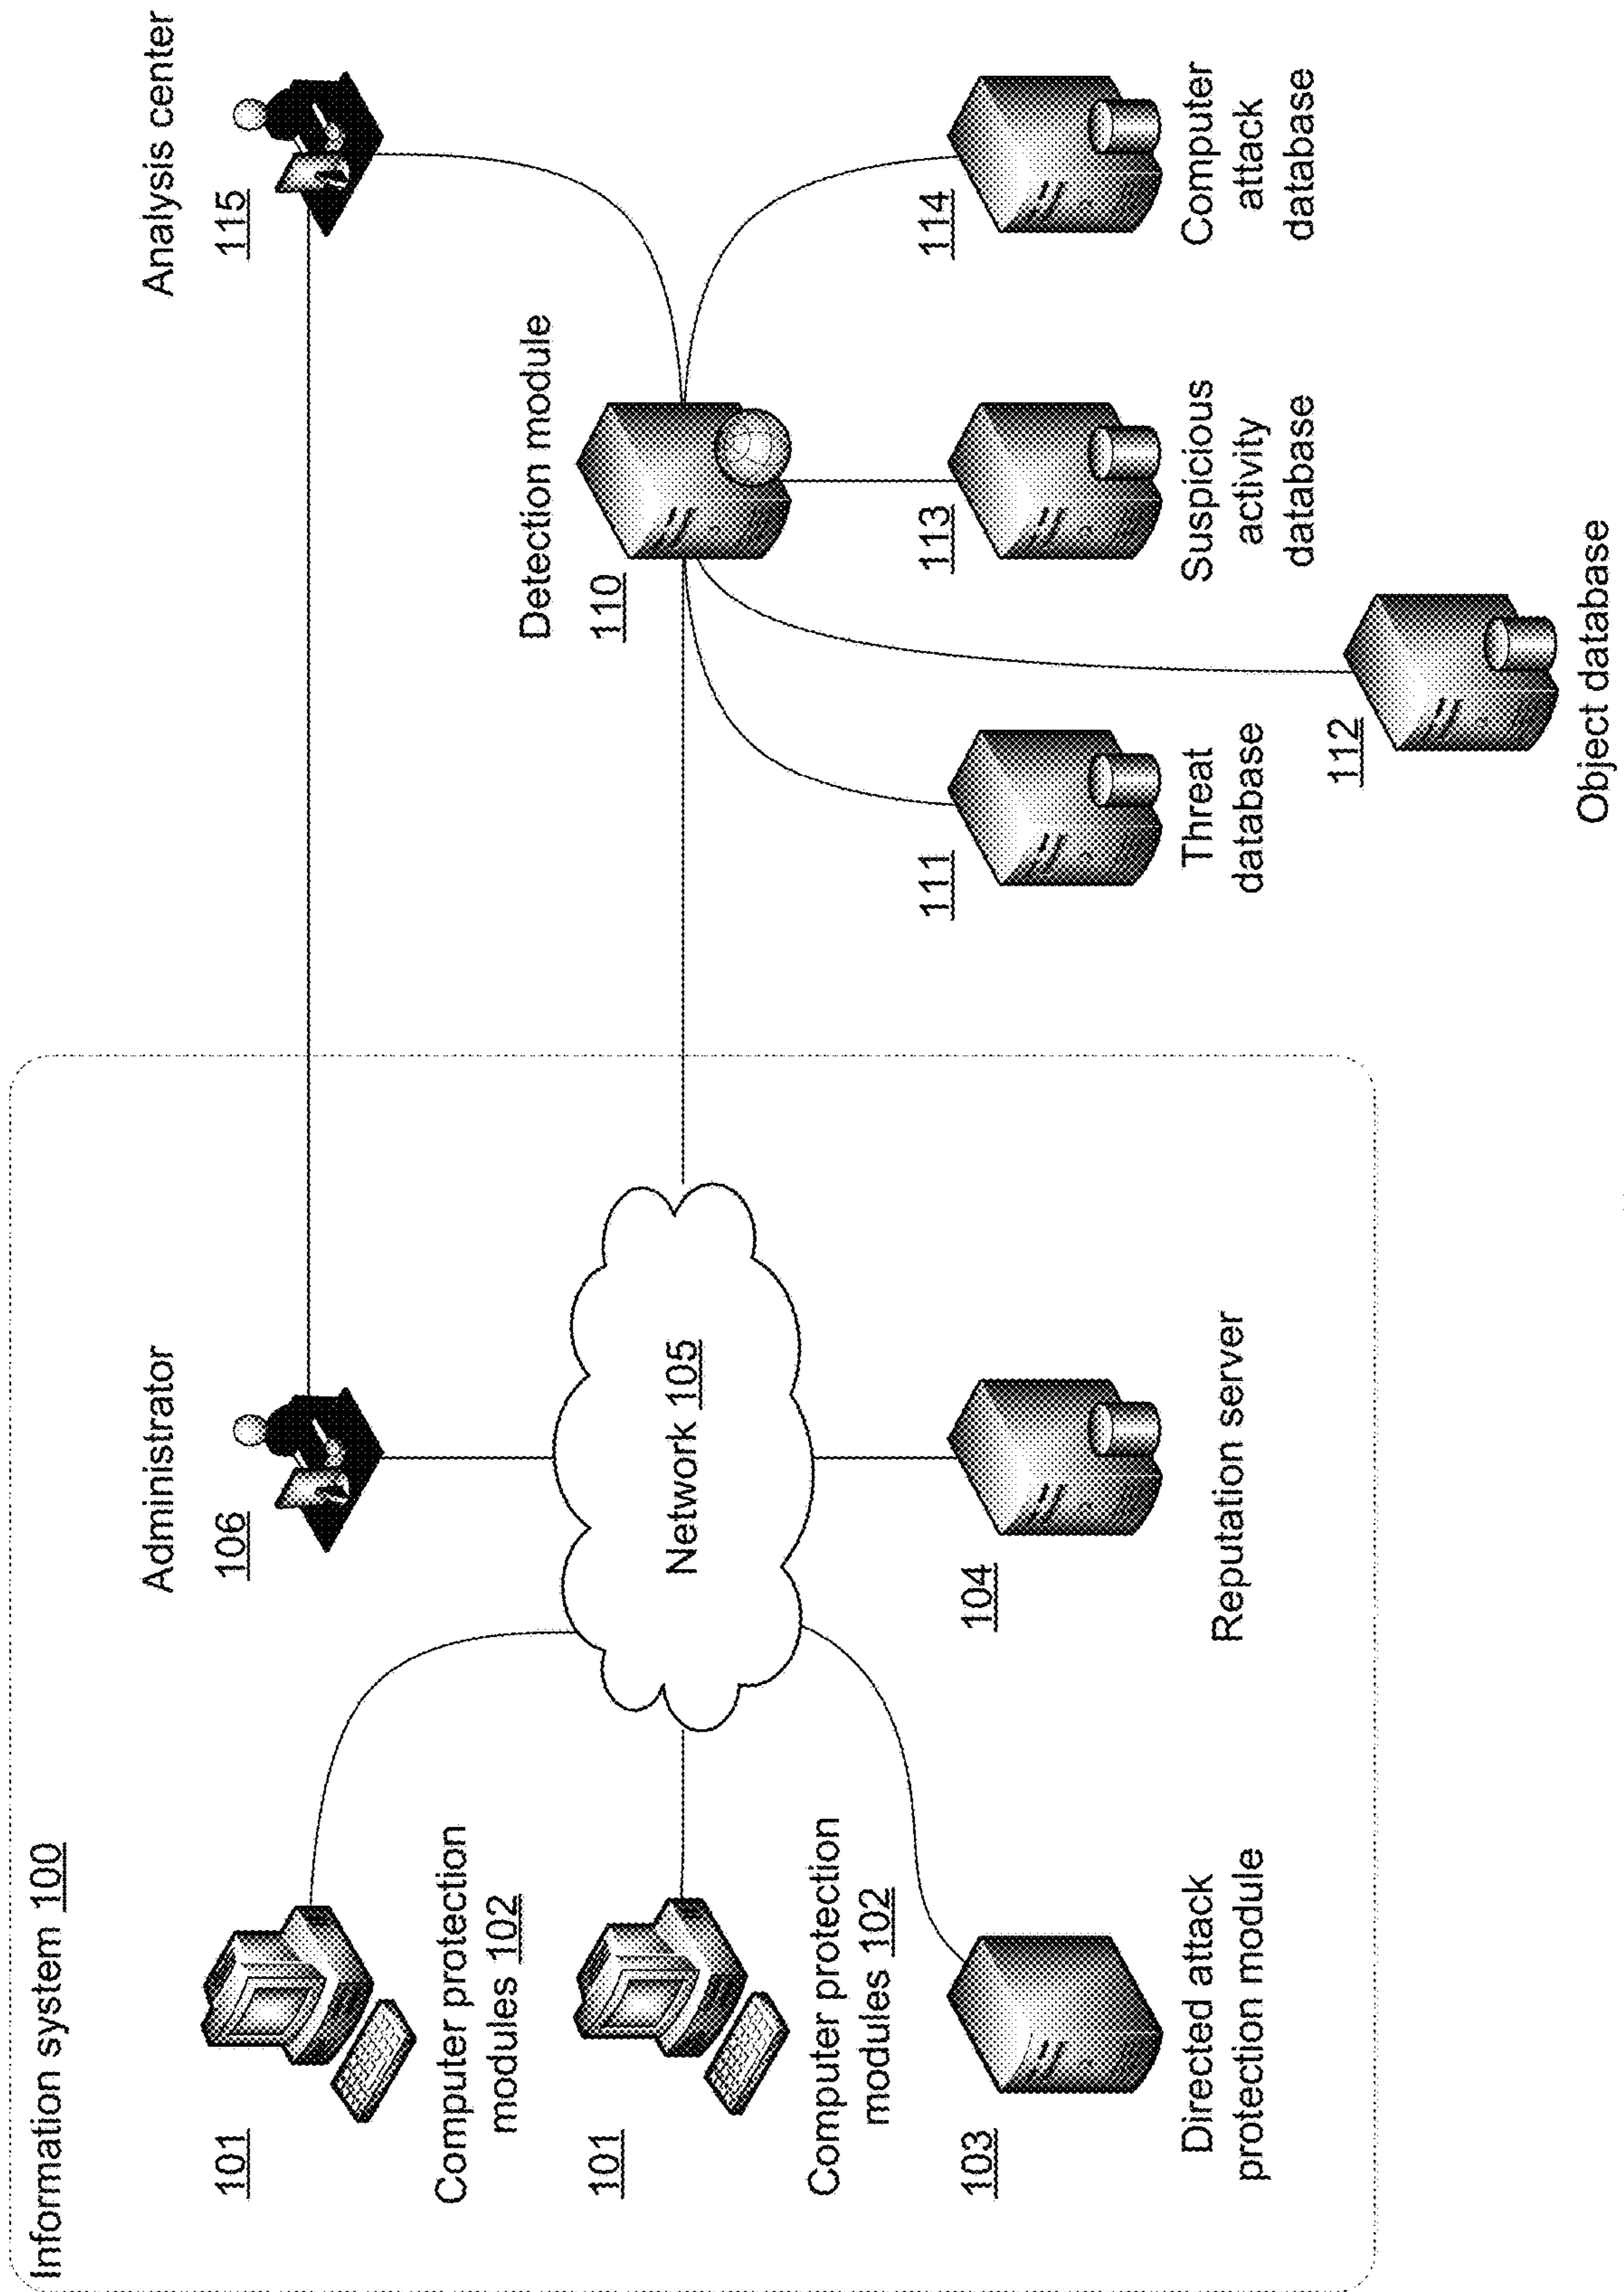 Information system 100
Administrator
106
Analysis center
115
101
Computer protection
modules 102
101
Computer protection
modules 102
Network 105
Detection module
110
103
Directed attack
protection module
104
Reputation server
111
Threat
database
113
Suspicious
activity
database
114
Computer
attack
database
112
Object database